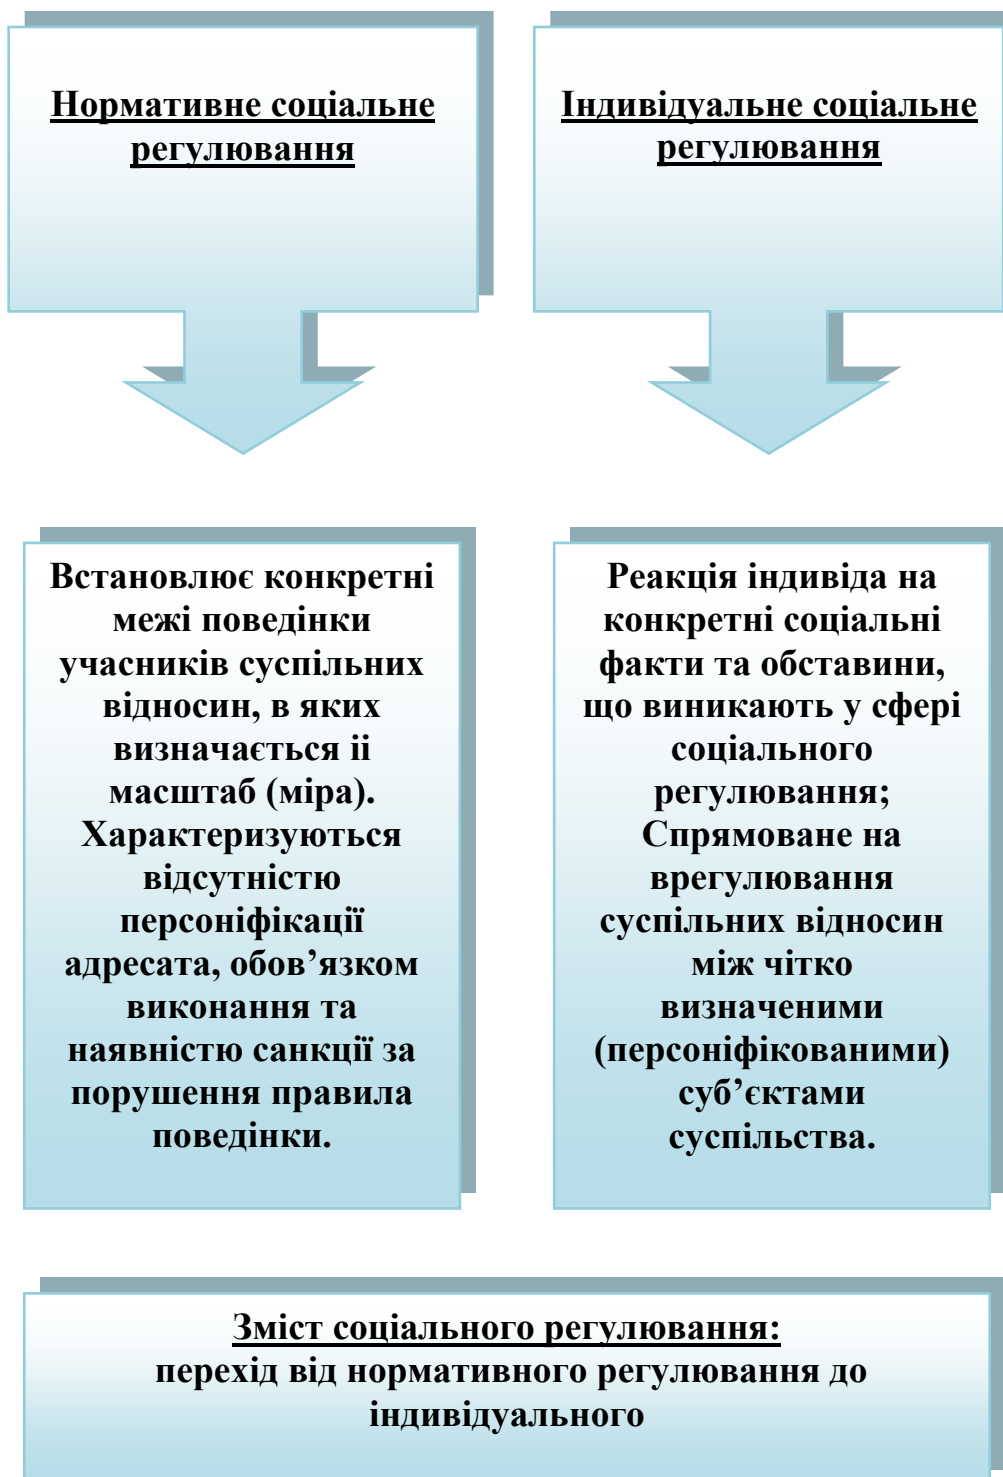 Нормативне соціальне
регулювання
Індивідуальне соціальне
регулювання
Встановлює конкретні
межі поведінки
учасників суспільних
відносин, в яких
визначається іі
масштаб (міра).
Характеризуються
відсутністю
персоніфікації
адресата, обов’язком
виконання та
наявністю санкції за
порушення правила
поведінки.
Реакція індивіда на
конкретні соціальні
факти та обставини,
що виникають у сфері
соціального
регулювання;
Спрямоване на
врегулювання
суспільних відносин
між чітко
визначеними
(персоніфікованими)
суб’єктами
суспільства.
Зміст соціального регулювання:
перехід від нормативного регулювання до
індивідуального